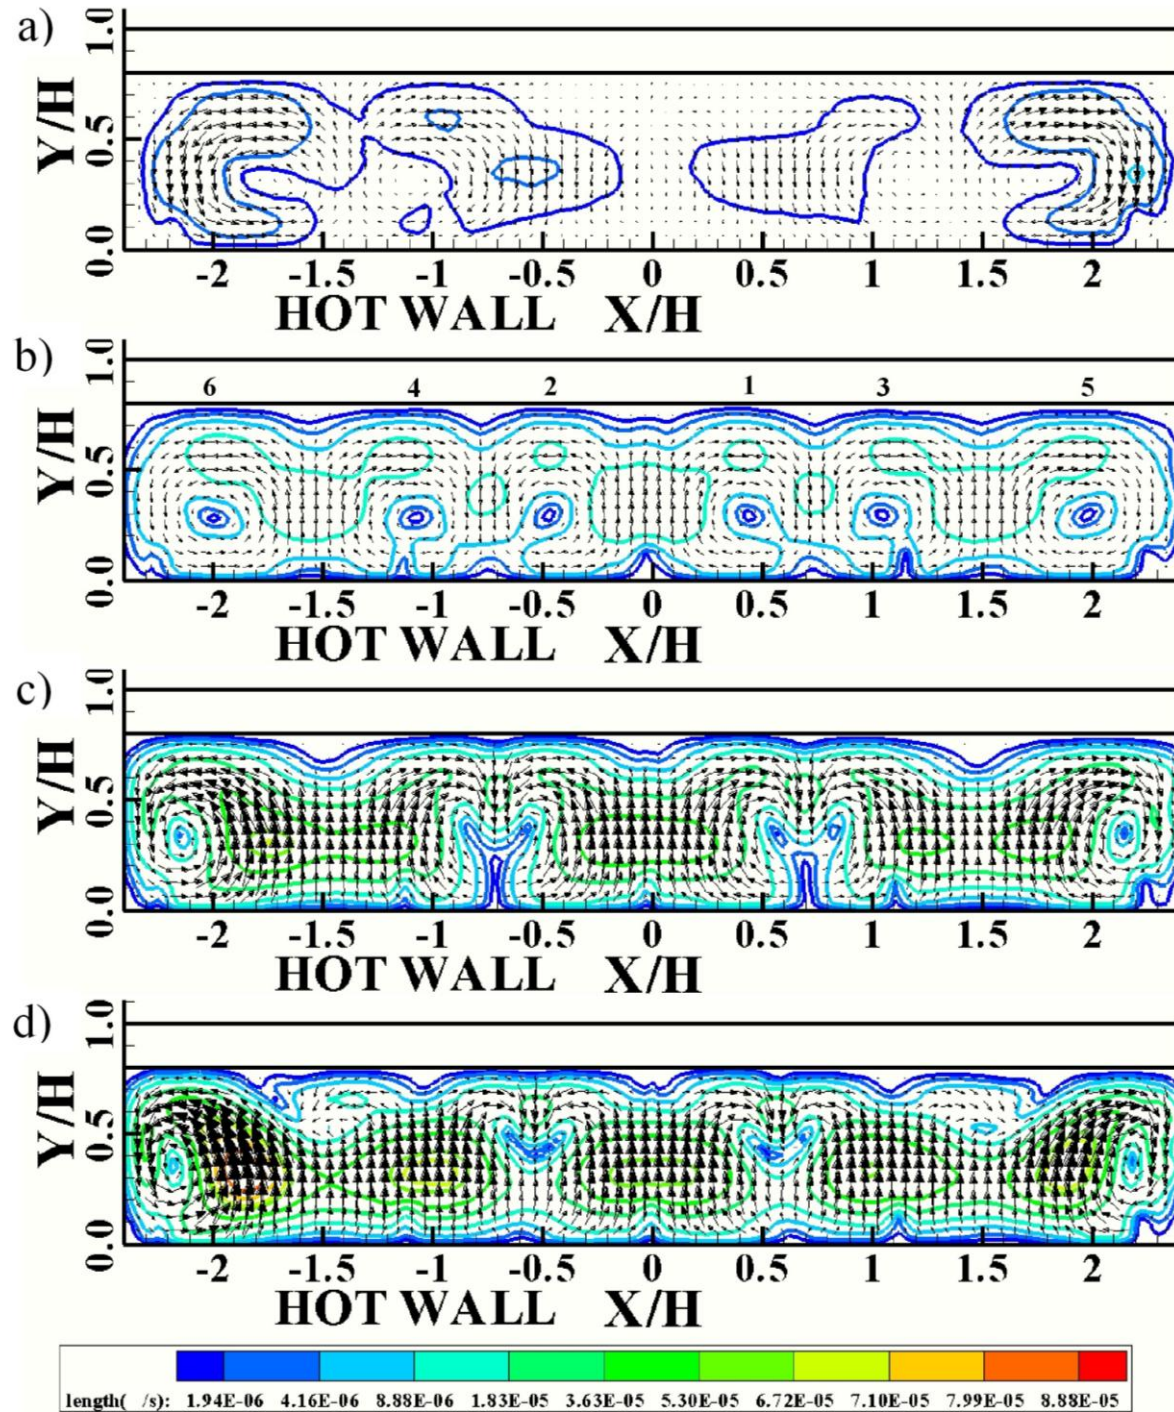 a)
Y/H
1.0
0.5
0.0
-2 -1.5 -1 -0.5 0 0.5 1 1.5 2
HOT WALL X/H
b)
Y/H
1.0
0.5
0.0
6 4 2 1 3 5
-2 -1.5 -1 -0.5 0 0.5 1 1.5 2
HOT WALL X/H
c)
Y/H
1.0
0.5
0.0
-2 -1.5 -1 -0.5 0 0.5 1 1.5 2
HOT WALL X/H
d)
Y/H
1.0
0.5
0.0
-2 -1.5 -1 -0.5 0 0.5 1 1.5 2
HOT WALL X/H
length( /s): 1.94E-06 4.16E-06 8.88E-06 1.83E-05 3.63E-05 5.30E-05 6.72E-05 7.10E-05 7.99E-05 8.88E-05